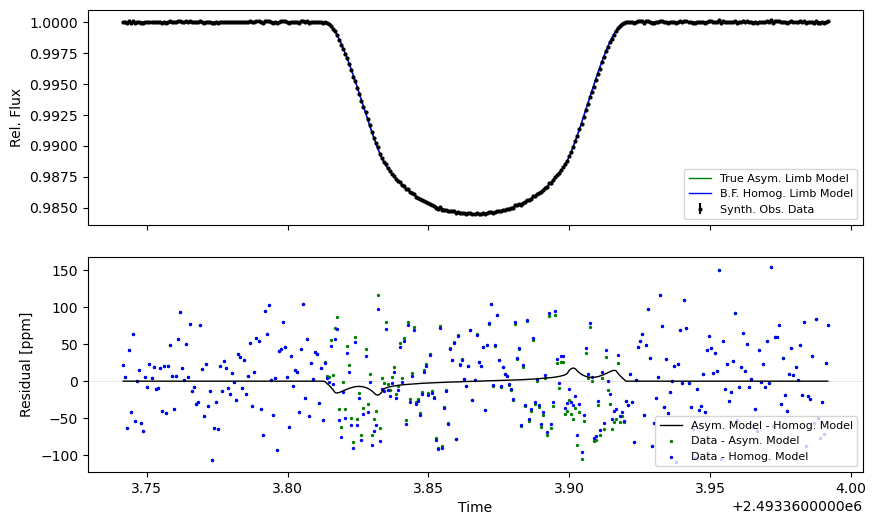 1.0000
0.9975
0.9950
0.9925
0.9900
0.9875
0.9850
Rel. Flux
True Asym. Limb Model
B.F. Homog. Limb Model
Synth. Obs. Data
150
100
50
0
−50
−100
Residual [ppm]
Asym. Model - Homog. Model
Data - Asym. Model
Data - Homog. Model
3.75
3.80
3.85
3.90
3.95
4.00
Time
+2.4933600000e6